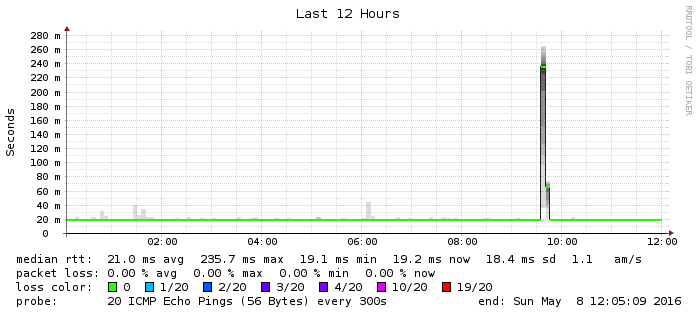 Last 12 Hours
RRDTOOL / TOBI OETIKER
Seconds
280 m
260 m
240 m
220 m
200 m
180 m
160 m
140 m
120 m
100 m
80 m
60 m
40 m
20 m
0
02:00 04:00 06:00 08:00 10:00 12:00
median rtt: 21.0 ms avg 235.7 ms max 19.1 ms min 19.2 ms now 18.4 ms sd 1.1 am/s
packet loss: 0.00 % avg 0.00 % max 0.00 % min 0.00 % now
loss color: 0 1/20 2/20 3/20 4/20 10/20 19/20
probe: 20 ICMP Echo Pings (56 Bytes) every 300s end: Sun May 8 12:05:09 2016